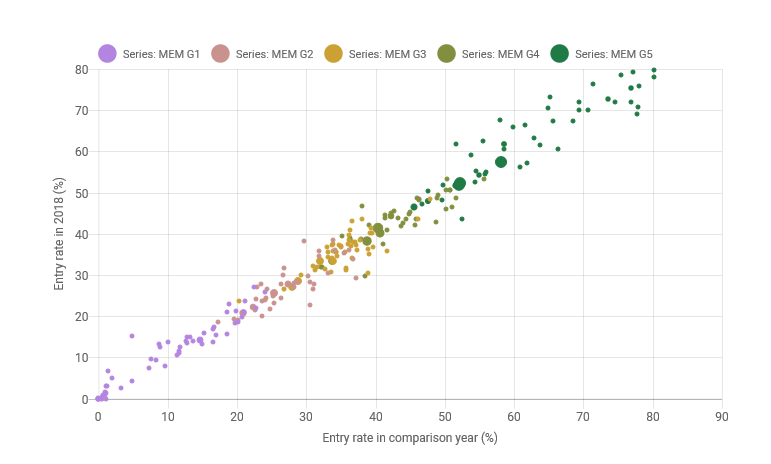 Series: MEM G1 Series: MEM G2 Series: MEM G3 Series: MEM G4 Series: MEM G5
80
70
60
50
40
30
20
10
0
Entry rate in 2018 (%)
0 10 20 30 40 50 60 70 80 90
Entry rate in comparison year (%)